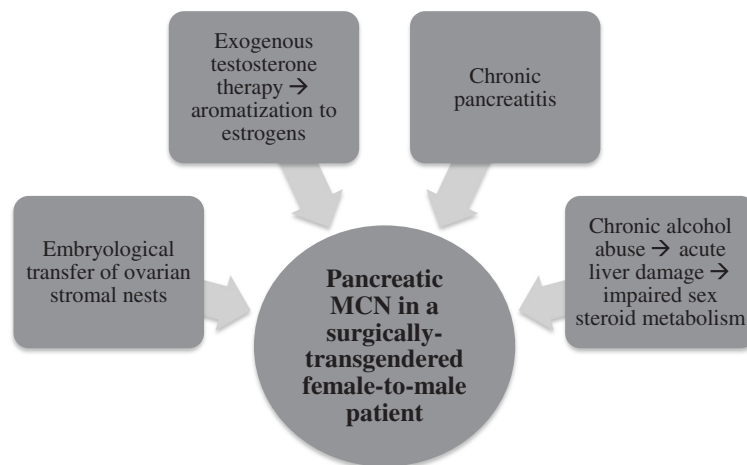 Exogenous
testosterone
therapy →
aromatization to
estrogens
Chronic
pancreatitis
Embryological
transfer of ovarian
stromal nests
Chronic alcohol
abuse → acute
liver damage →
impaired sex
steroid metabolism
Pancreatic
MCN in a
surgically-
transgendered
female-to-male
patient